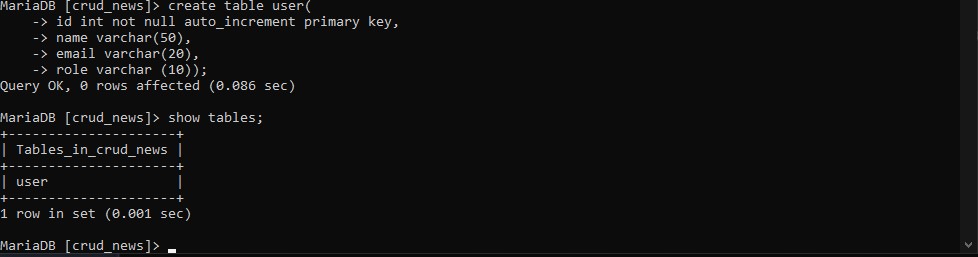 MariaDB [crud_news]> create table user(
    -> id int not null auto_increment primary key,
    -> name varchar(50),
    -> email varchar(20),
    -> role varchar (10));
Query OK, 0 rows affected (0.086 sec)

MariaDB [crud_news]> show tables;
+---------------------+
| Tables_in_crud_news |
+---------------------+
| user                |
+---------------------+
1 row in set (0.001 sec)

MariaDB [crud_news]> _